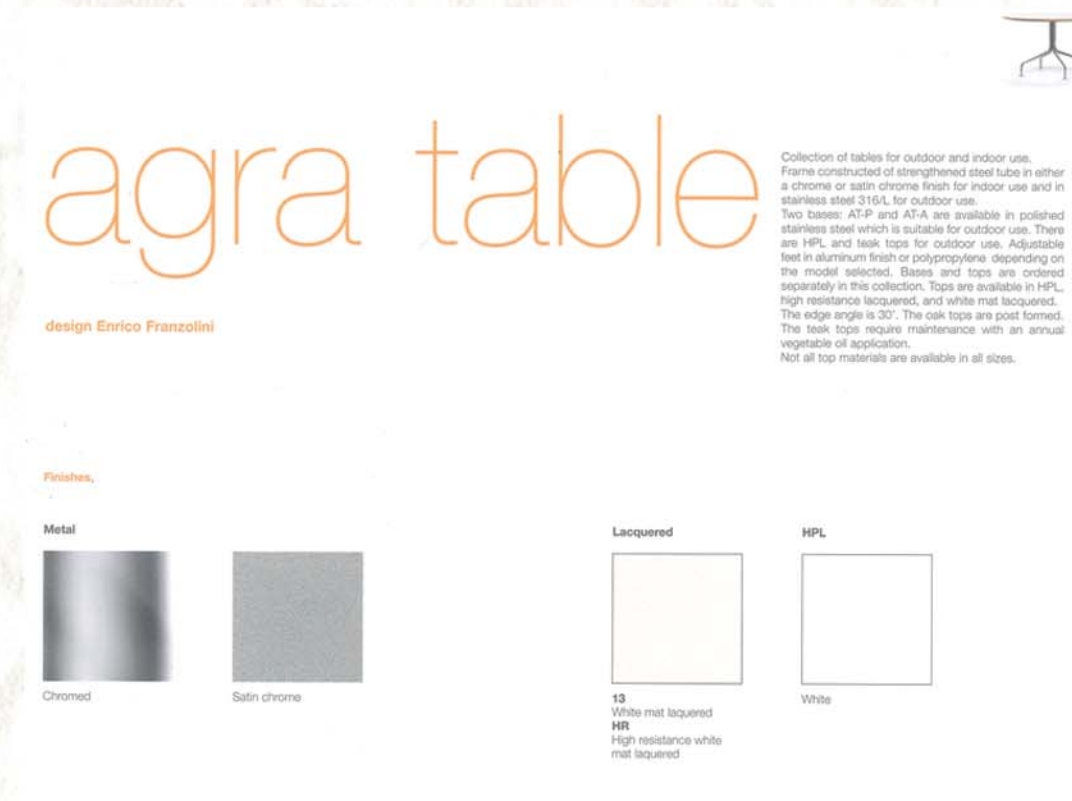 agra table
design Enrico Franzolini
Collection of tables for outdoor and indoor use.
Frame constructed of strengthened steel tube in either
a chrome or satin chrome finish for indoor use and in
stainless steel 316/L for outdoor use.
Two bases: AT-P and AT-A are available in polished
stainless steel which is suitable for outdoor use. There
are HPL and teak tops for outdoor use. Adjustable
feet in aluminum finish or polypropylene depending on
the model selected. Bases and tops are ordered
separately in this collection. Tops are available in HPL,
high resistance lacquered, and white mat lacquered.
The edge angle is 30°. The oak tops are post formed.
The teak tops require maintenance with an annual
vegetable oil application.
Not all top materials are available in all sizes.
Finishes,
Metal
Chromed
Satin chrome
Lacquered
13
White mat laquered
HR
High resistance white
mat laquered
HPL
White